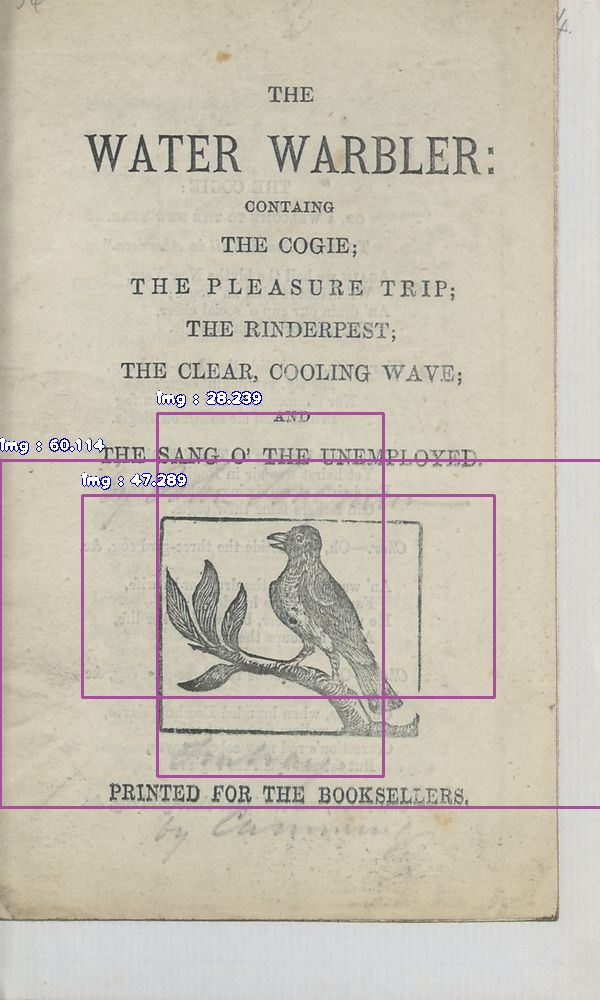 THE
WATER WARBLER:
CONTAING
THE COGIE;
THE PLEASURE TRIP;
THE RINDERPEST;
THE CLEAR, COOLING WAVE;
img : 28.239
AND
img : 60.114
THE SANG O' THE UNEMPLOYED.
img : 47.289
PRINTED FOR THE BOOKSELLERS.
by Cumming